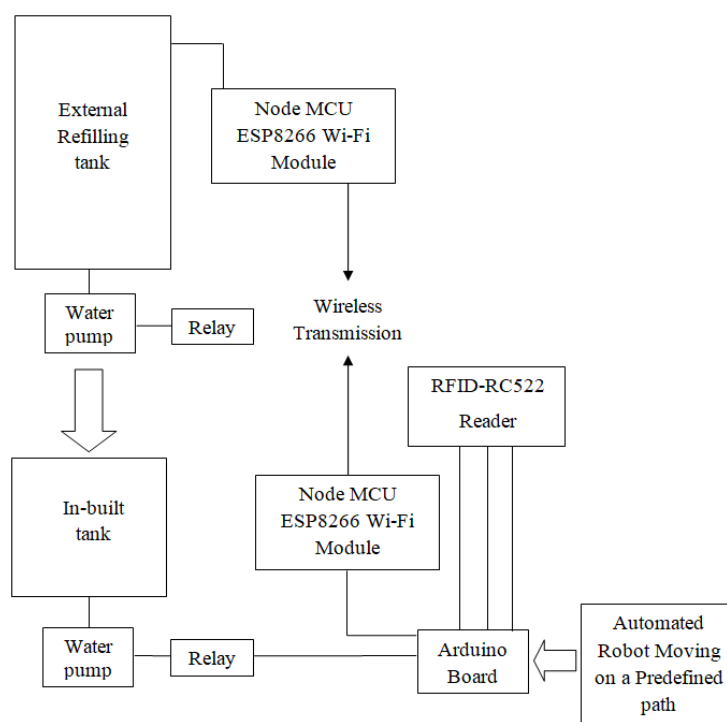 External
Refilling
tank
Node MCU
ESP8266 Wi-Fi
Module
Water
pump
Relay
Wireless
Transmission
RFID-RC522
Reader
In-built
tank
Node MCU
ESP8266 Wi-Fi
Module
Water
pump
Relay
Arduino
Board
Automated
Robot Moving
on a Predefined
path